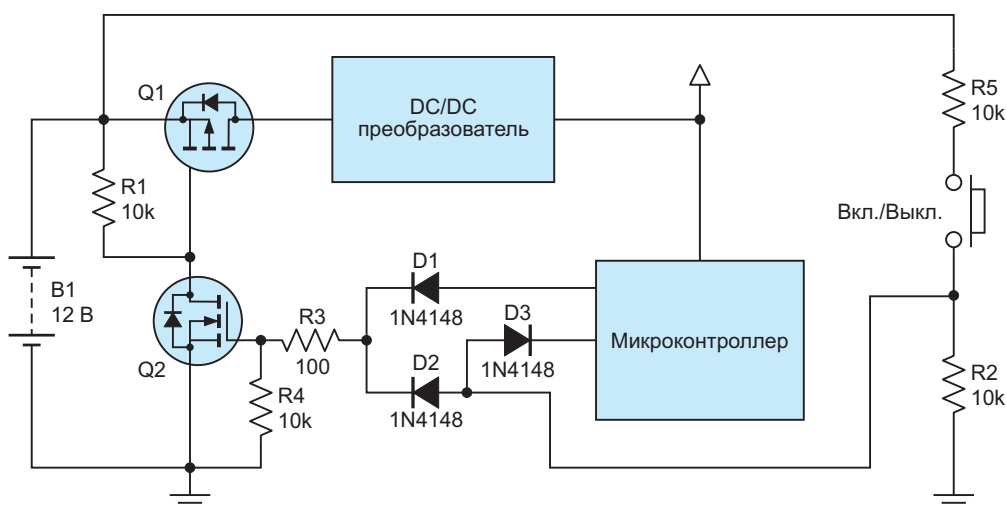 Q1
DC/DC
преобразователь
R5
10k
R1
10k
Вкл./Выкл.
B1
12 В
D1
1N4148
D3
1N4148
Микроконтроллер
Q2
R3
100
D2
1N4148
R4
10k
R2
10k